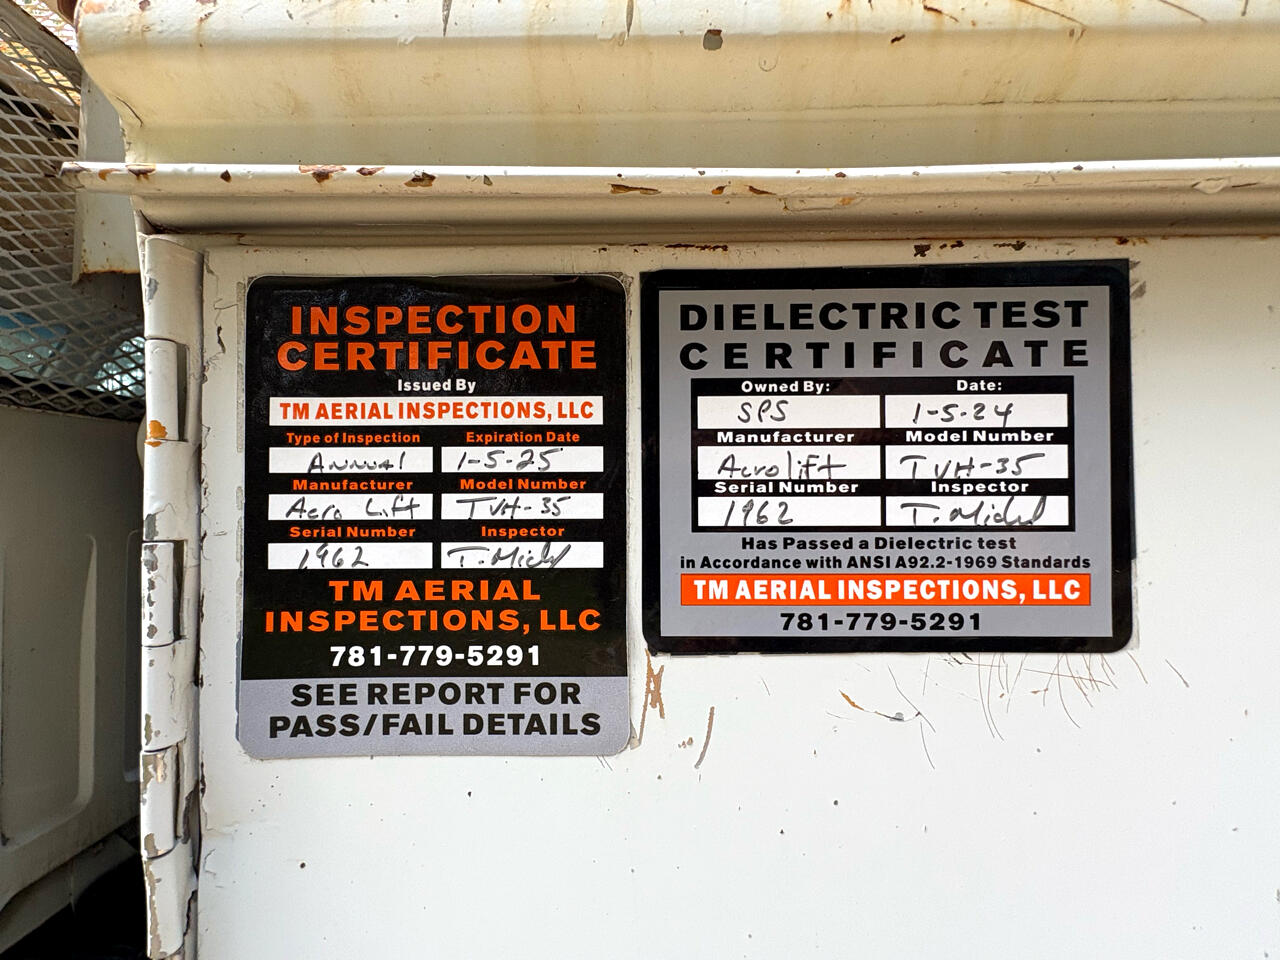 INSPECTION
CERTIFICATE
Issued By
TM AERIAL INSPECTIONS, LLC
Type of Inspection Expiration Date
Annual 1-5-25
Manufacturer Model Number
Aero Lift TVH-35
Serial Number Inspector
1962 T. Michel
TM AERIAL
INSPECTIONS, LLC
781-779-5291
SEE REPORT FOR
PASS/FAIL DETAILS
DIELECTRIC TEST
CERTIFICATE
Owned By: Date:
SPS 1-5-24
Manufacturer Model Number
Aerolift TVH-35
Serial Number Inspector
1962 T. Michel
Has Passed a Dielectric test
in Accordance with ANSI A92.2-1969 Standards
TM AERIAL INSPECTIONS, LLC
781-779-5291